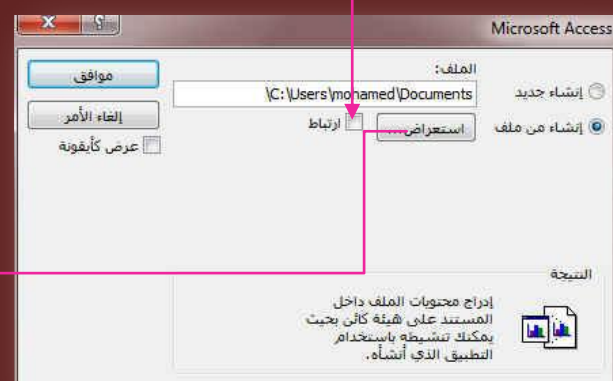 Microsoft Access
إنشاء جديد
إنشاء من ملف
الملف:
C:\Users\mohamed\Documents\
استعراض...
ارتباط
موافق
إلغاء الأمر
عرض كأيقونة
النتيجة
إدراج محتويات الملف داخل
المستند على هيئة كائن بحيث
يمكنك تنشيطه باستخدام
التطبيق الذي أنشأه.